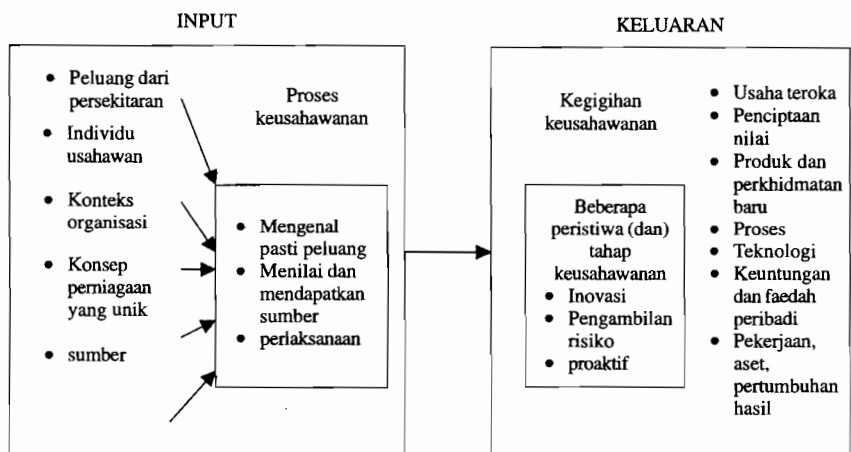 INPUT
• Peluang dari
persekitaran
• Individu
usahawan
• Konteks
organisasi
• Konsep
perniagaan
yang unik
• sumber
Proses
keusahawanan
• Mengenal
pasti peluang
• Menilai dan
mendapatkan
sumber
• perlaksanaan
KELUARAN
Kegigihan
keusahawanan
Beberapa
peristiwa (dan)
tahap
keusahawanan
• Inovasi
• Pengambilan
risiko
• proaktif
• Usaha teroka
• Penciptaan
nilai
• Produk dan
perkhidmatan
baru
• Proses
• Teknologi
• Keuntungan
dan faedah
peribadi
• Pekerjaan,
aset,
pertumbuhan
hasil